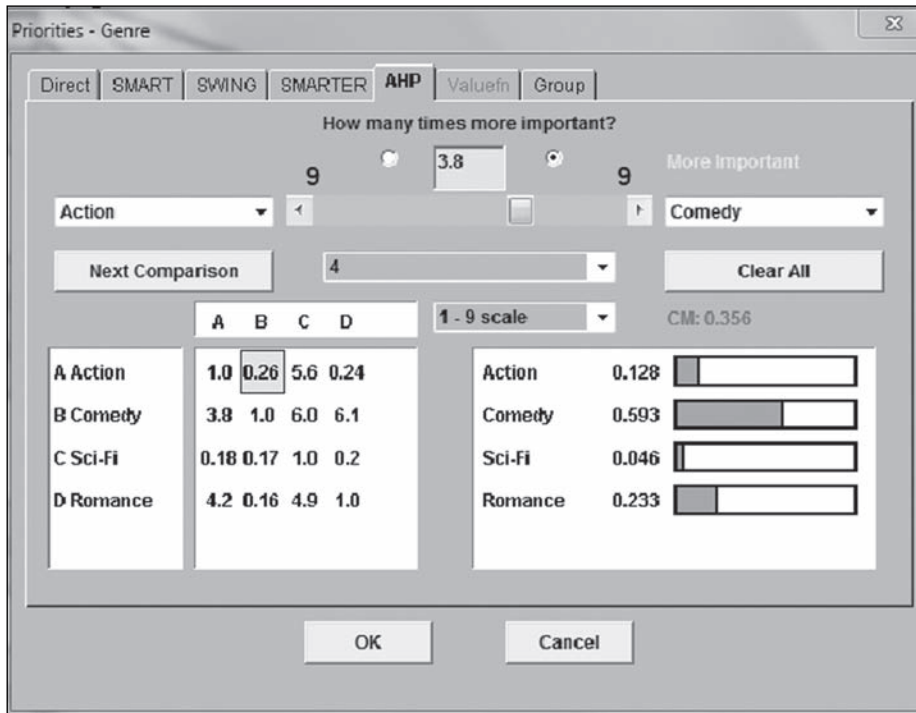 Priorities - Genre
Direct SMART SWING SMARTER AHP Valuefn Group
How many times more important?
9 3.8 9 More Important
Action Comedy
Next Comparison 4 Clear All
A B C D 1 - 9 scale CM: 0.356
A Action 1.0 0.26 5.6 0.24 Action 0.128
B Comedy 3.8 1.0 6.0 6.1 Comedy 0.593
C Sci-Fi 0.18 0.17 1.0 0.2 Sci-Fi 0.046
D Romance 4.2 0.16 4.9 1.0 Romance 0.233
OK Cancel